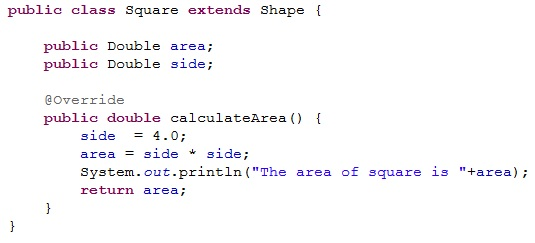 public class Square extends Shape {
public Double area;
public Double side;
@Override
public double calculateArea() {
side  = 4.0;
area = side * side;
System.out.println("The area of square is "+area);
return area;
}
}